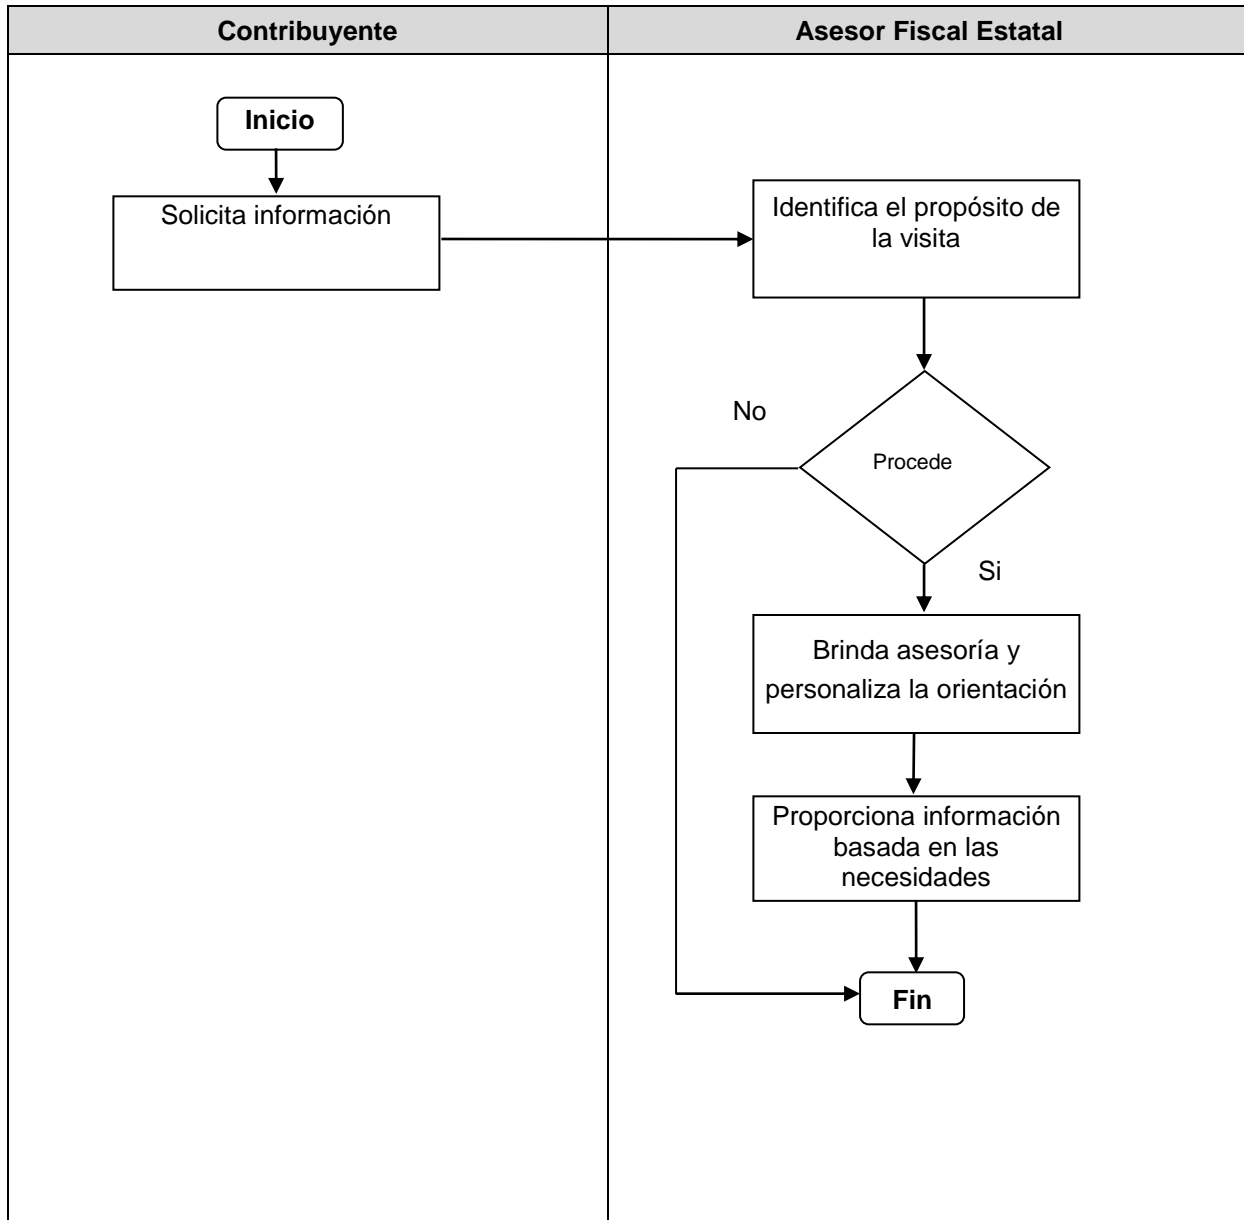 Contribuyente
Asesor Fiscal Estatal
Inicio
Solicita información
Identifica el propósito de
la visita
No
Procede
Si
Brinda asesoría y
personaliza la orientación
Proporciona información
basada en las
necesidades
Fin